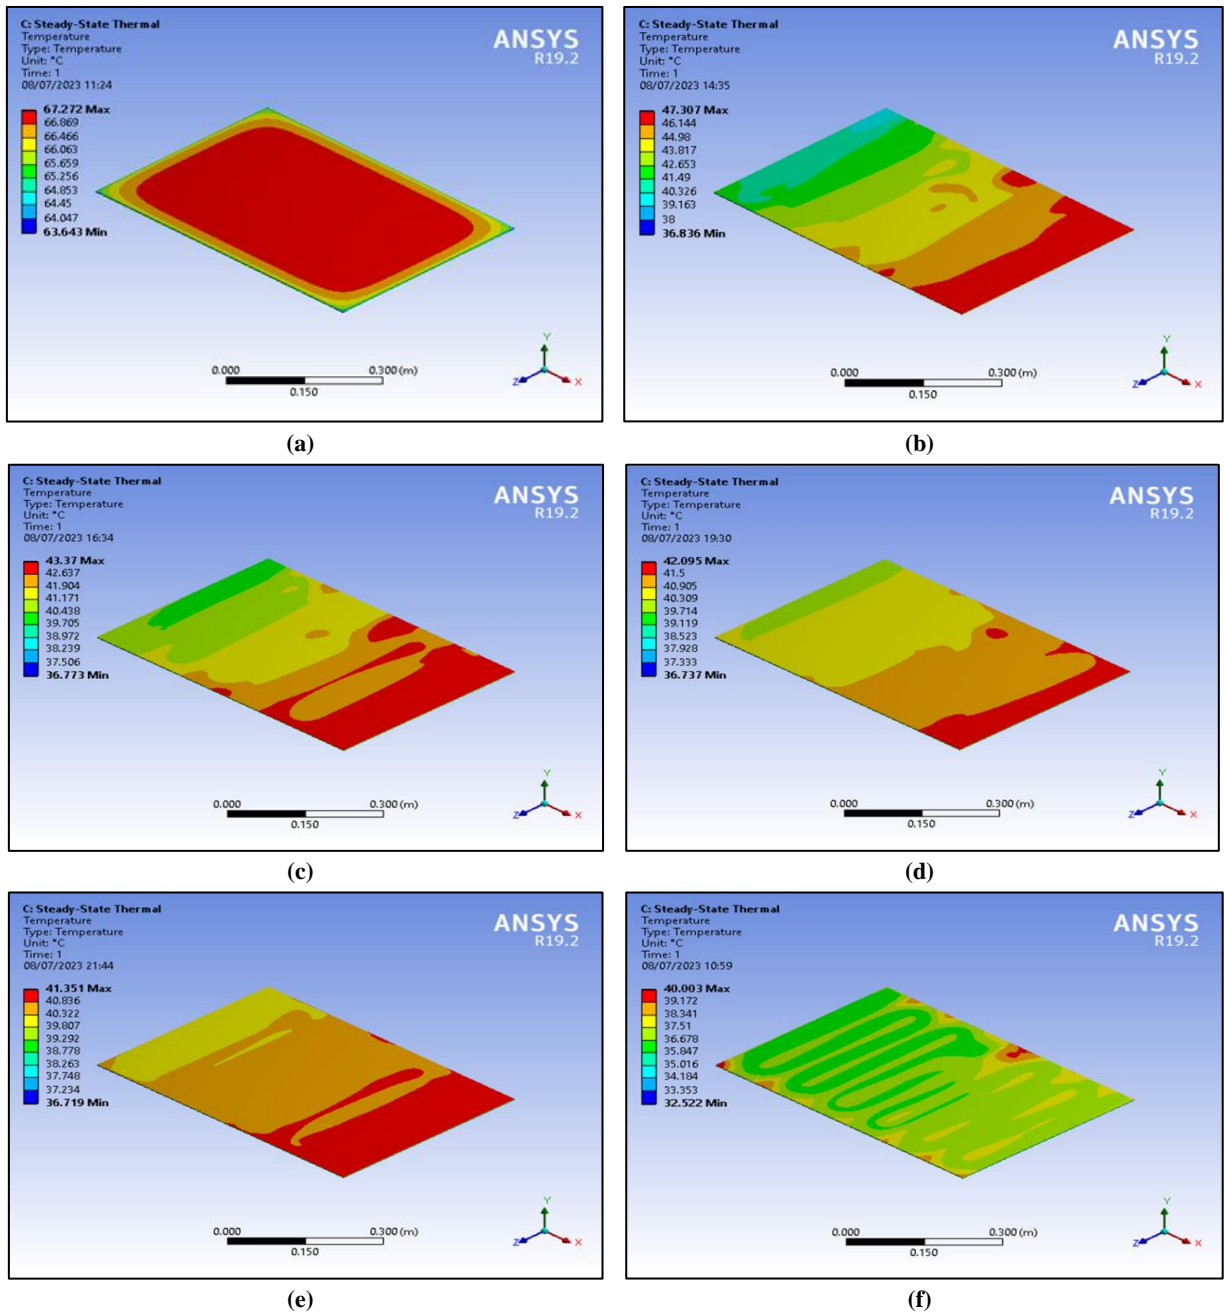 C: Steady-State Thermal
Temperature
Type: Temperature
Unit: °C
Time: 1
08/07/2023 11:24
ANSYS
R19.2
67.272 Max
66.869
66.466
66.063
65.659
65.256
64.853
64.45
64.047
63.643 Min
0.000
0.300 (m)
0.150
Y
Z
X
(a)
C: Steady-State Thermal
Temperature
Type: Temperature
Unit: °C
Time: 1
08/07/2023 14:35
ANSYS
R19.2
47.307 Max
46.144
44.98
43.817
42.653
41.49
40.326
39.163
38
36.836 Min
0.000
0.300 (m)
0.150
Y
Z
X
(b)
C: Steady-State Thermal
Temperature
Type: Temperature
Unit: °C
Time: 1
08/07/2023 16:34
ANSYS
R19.2
43.37 Max
42.637
41.904
41.171
40.438
39.705
38.972
38.239
37.506
36.773 Min
0.000
0.300 (m)
0.150
Y
Z
X
(c)
C: Steady-State Thermal
Temperature
Type: Temperature
Unit: °C
Time: 1
08/07/2023 19:30
ANSYS
R19.2
42.095 Max
41.5
40.905
40.309
39.714
39.119
38.523
37.928
37.333
36.737 Min
0.000
0.300 (m)
0.150
Y
Z
X
(d)
C: Steady-State Thermal
Temperature
Type: Temperature
Unit: °C
Time: 1
08/07/2023 21:44
ANSYS
R19.2
41.351 Max
40.836
40.322
39.807
39.292
38.778
38.263
37.748
37.234
36.719 Min
0.000
0.300 (m)
0.150
Y
Z
X
(e)
C: Steady-State Thermal
Temperature
Type: Temperature
Unit: °C
Time: 1
08/07/2023 10:59
ANSYS
R19.2
40.003 Max
39.172
38.341
37.51
36.678
35.847
35.016
34.184
33.353
32.522 Min
0.000
0.300 (m)
0.150
Y
Z
X
(f)